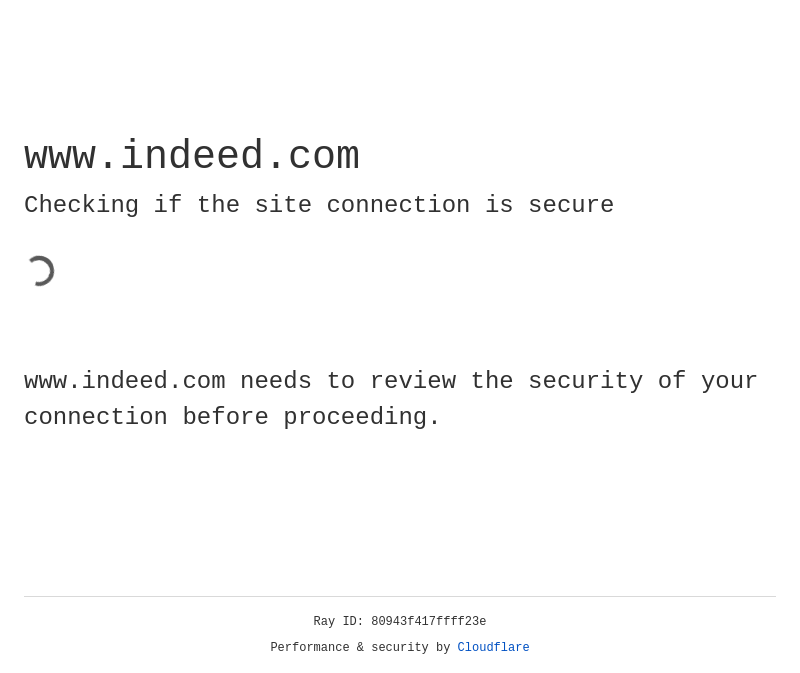 www.indeed.com
Checking if the site connection is secure
www.indeed.com needs to review the security of your
connection before proceeding.
Ray ID: 80943f417ffff23e
Performance & security by Cloudflare